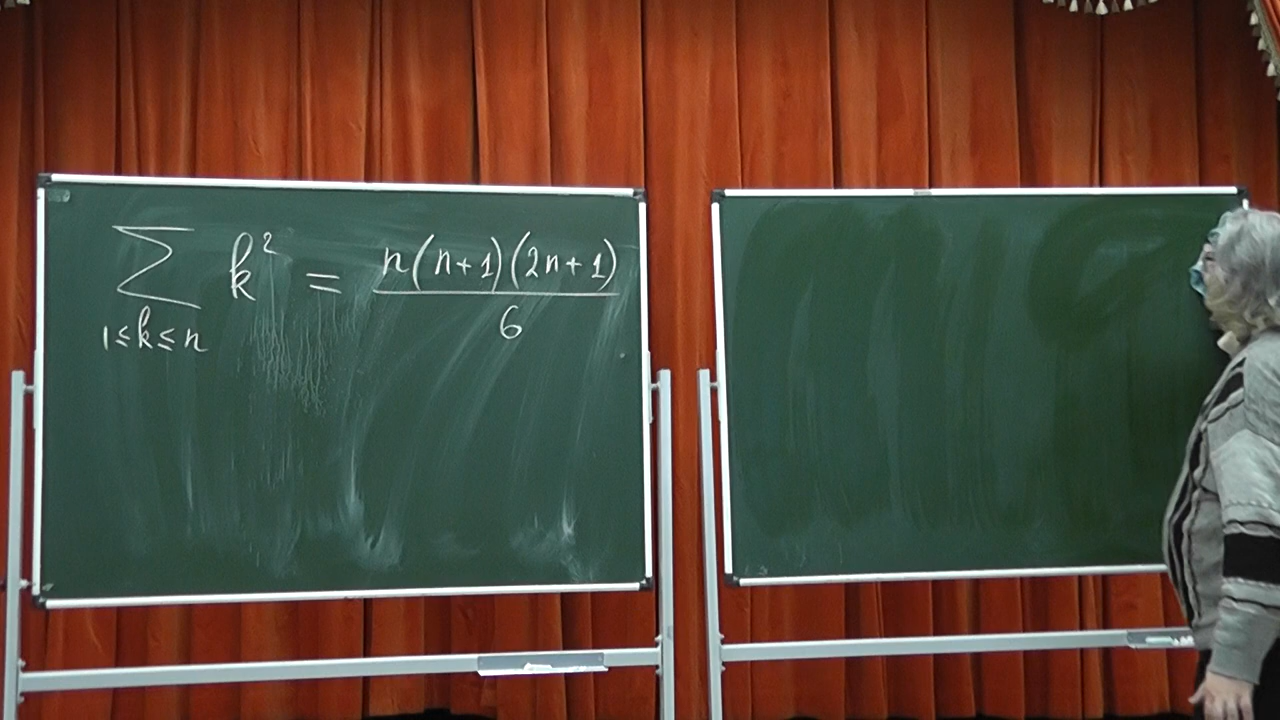 ∑ k² = n(n+1)(2n+1)
1≤k≤n 6